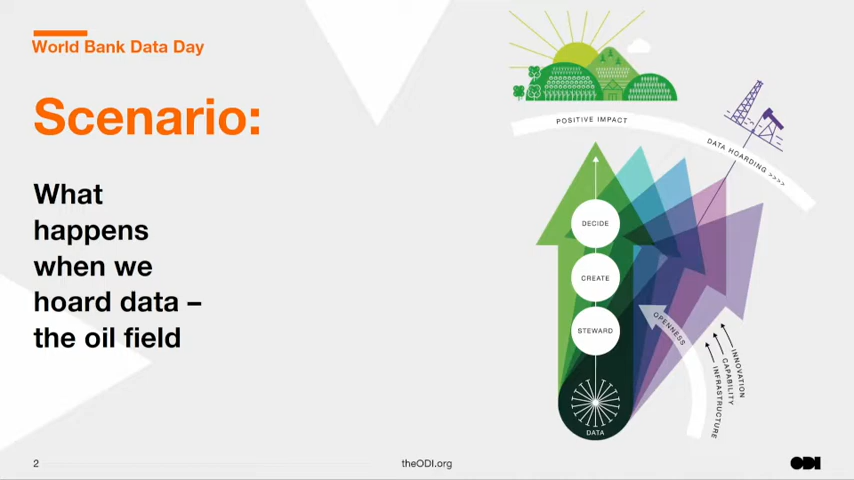 World Bank Data Day
Scenario:
What
happens
when we
hoard data –
the oil field
POSITIVE IMPACT
DATA HOARDING >>>>
DECIDE
CREATE
STEWARD
DATA
OPENNESS
INNOVATION
CAPABILITY
INFRASTRUCTURE
2
theODI.org
ODI